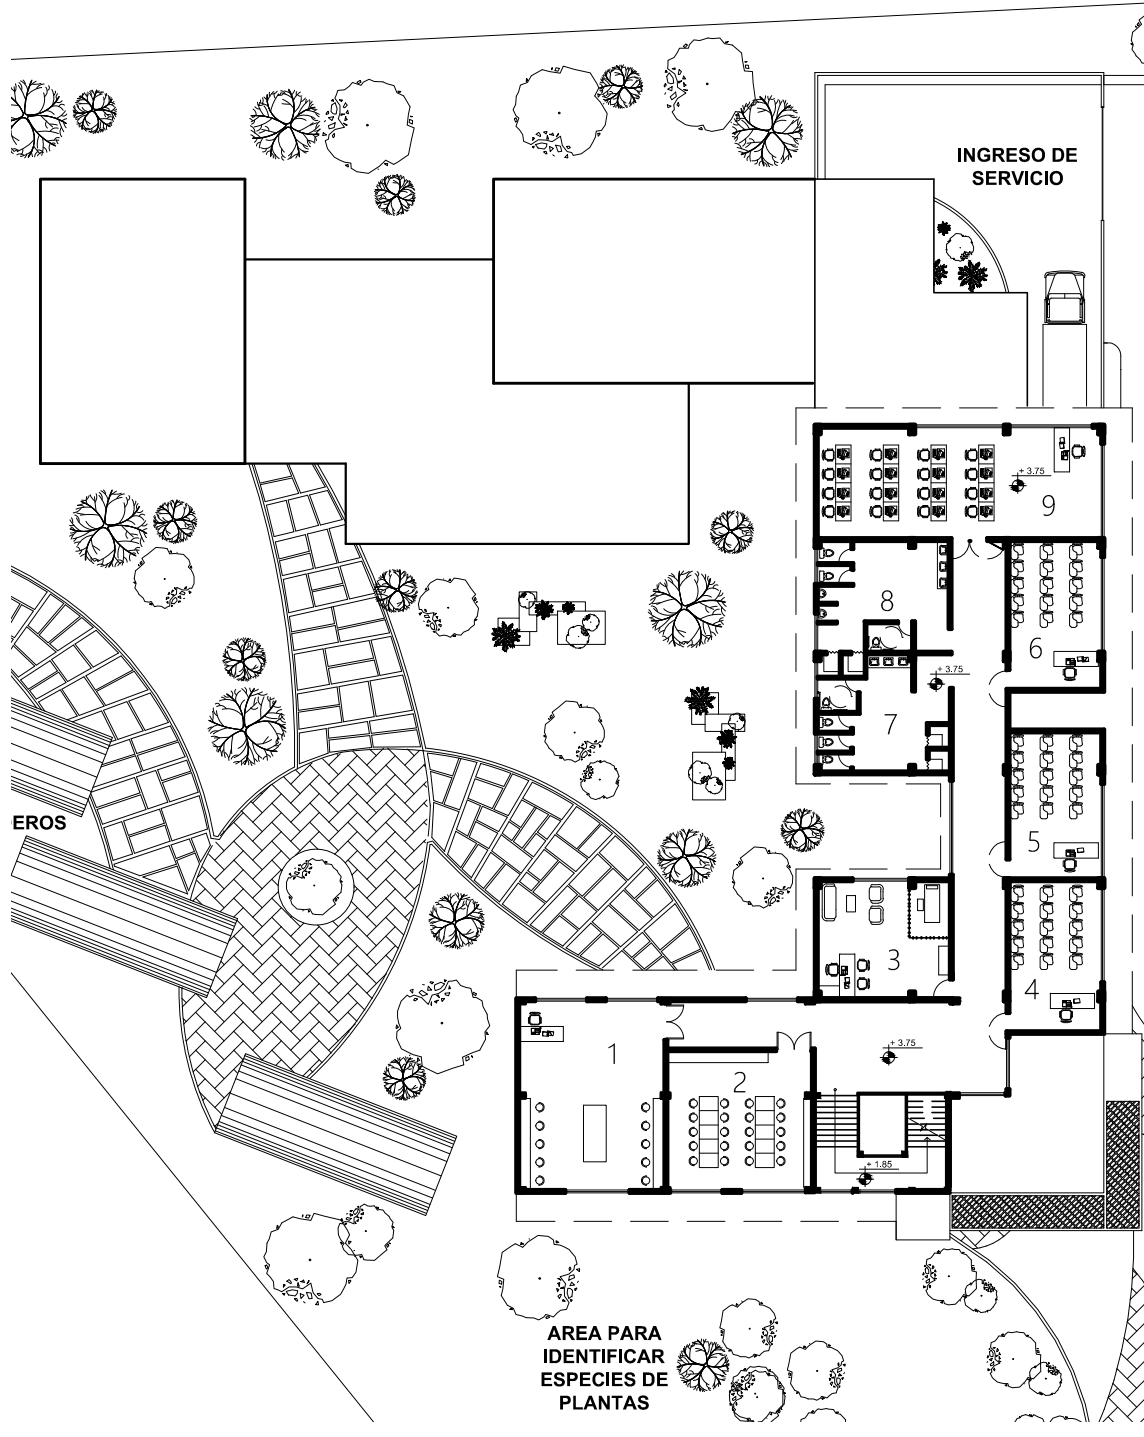 INGRESO DE
SERVICIO
+ 3.75
9
8
6
+ 3.75
7
EROS
5
3
4
1
+ 3.75
2
+ 1.85
AREA PARA
IDENTIFICAR
ESPECIES DE
PLANTAS